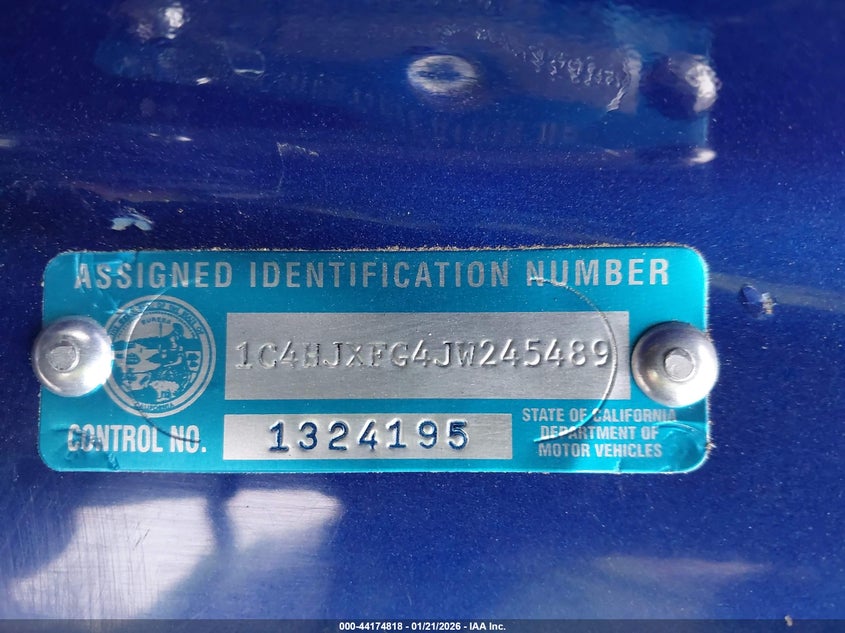 ASSIGNED IDENTIFICATION NUMBER
1C4HJXFG4JW245489
CONTROL NO. 1324195
STATE OF CALIFORNIA
DEPARTMENT OF
MOTOR VEHICLES
000-44174818 - 01/21/2026 - IAA Inc.